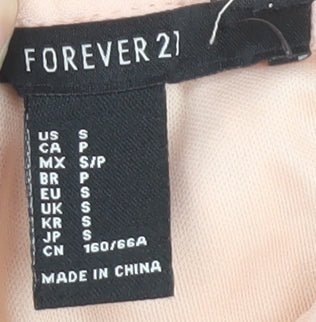 FOREVER 21
US S
CA P
MX S/P
BR P
EU S
UK S
KR S
JP S
CN 160/66A
MADE IN CHINA